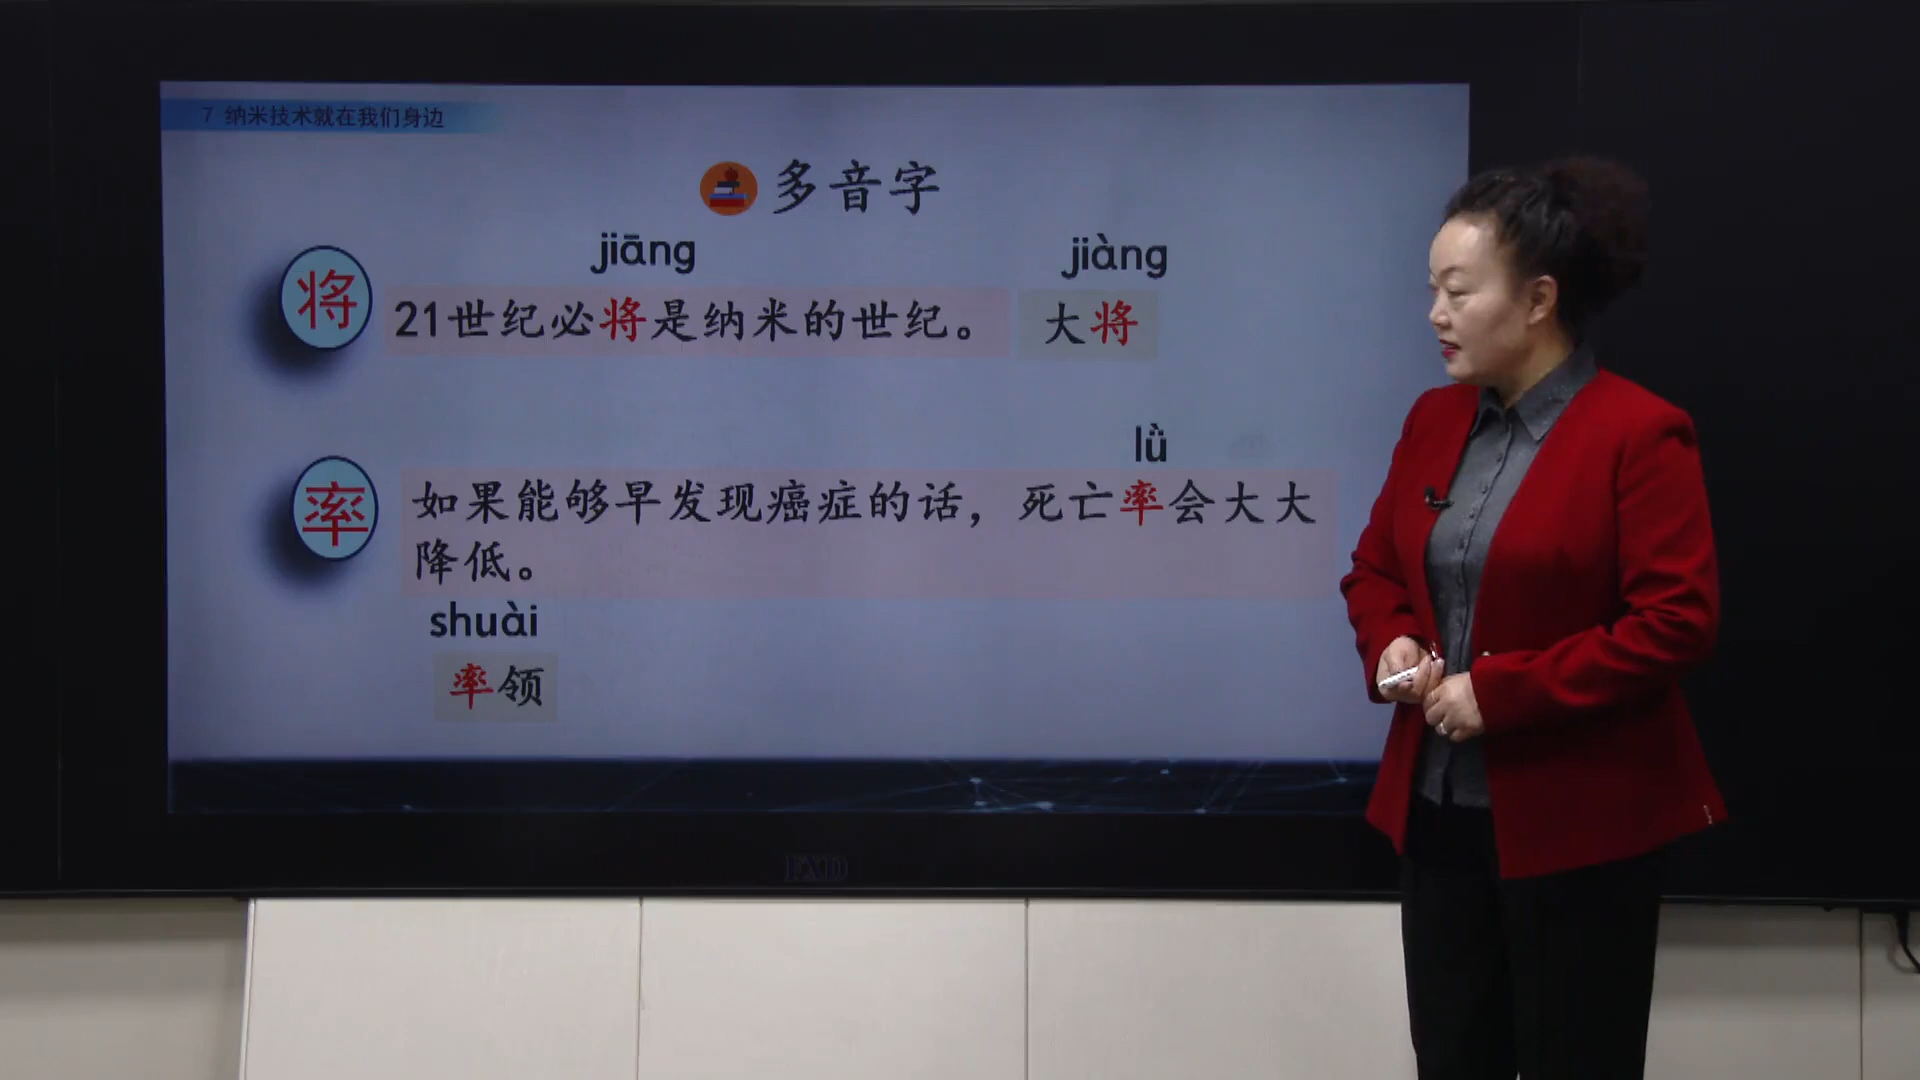 7 纳米技术就在我们身边
多音字
jiāng
jiàng
将
21世纪必将是纳米的世纪。
大将
lǜ
率
如果能够早发现癌症的话，死亡率会大大
降低。
shuài
率领